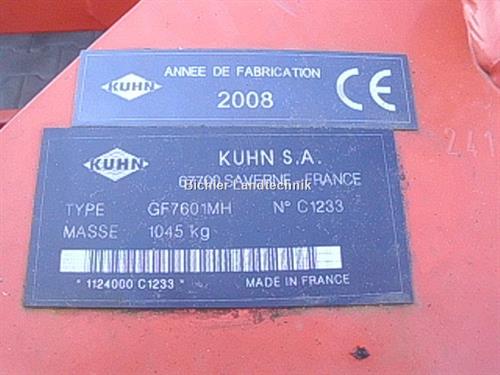 KUHN
ANNEE DE FABRICATION
2008
CE
KUHN
KUHN S.A.
67700 SAVERNE - FRANCE
Bichler Landtechnik
TYPE GF7601MH N° C1233
MASSE 1045 kg
* 1124000 C1233 *
MADE IN FRANCE
241